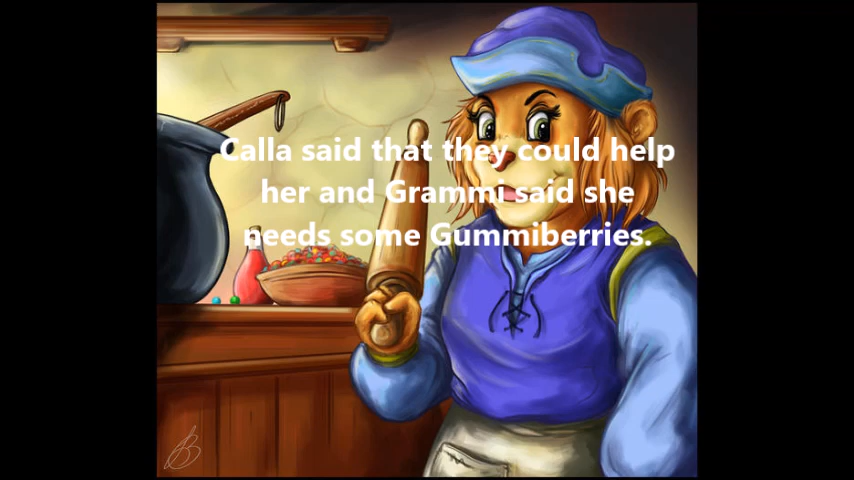 Calla said that they could help
her and Grammi said she
needs some Gummiberries.